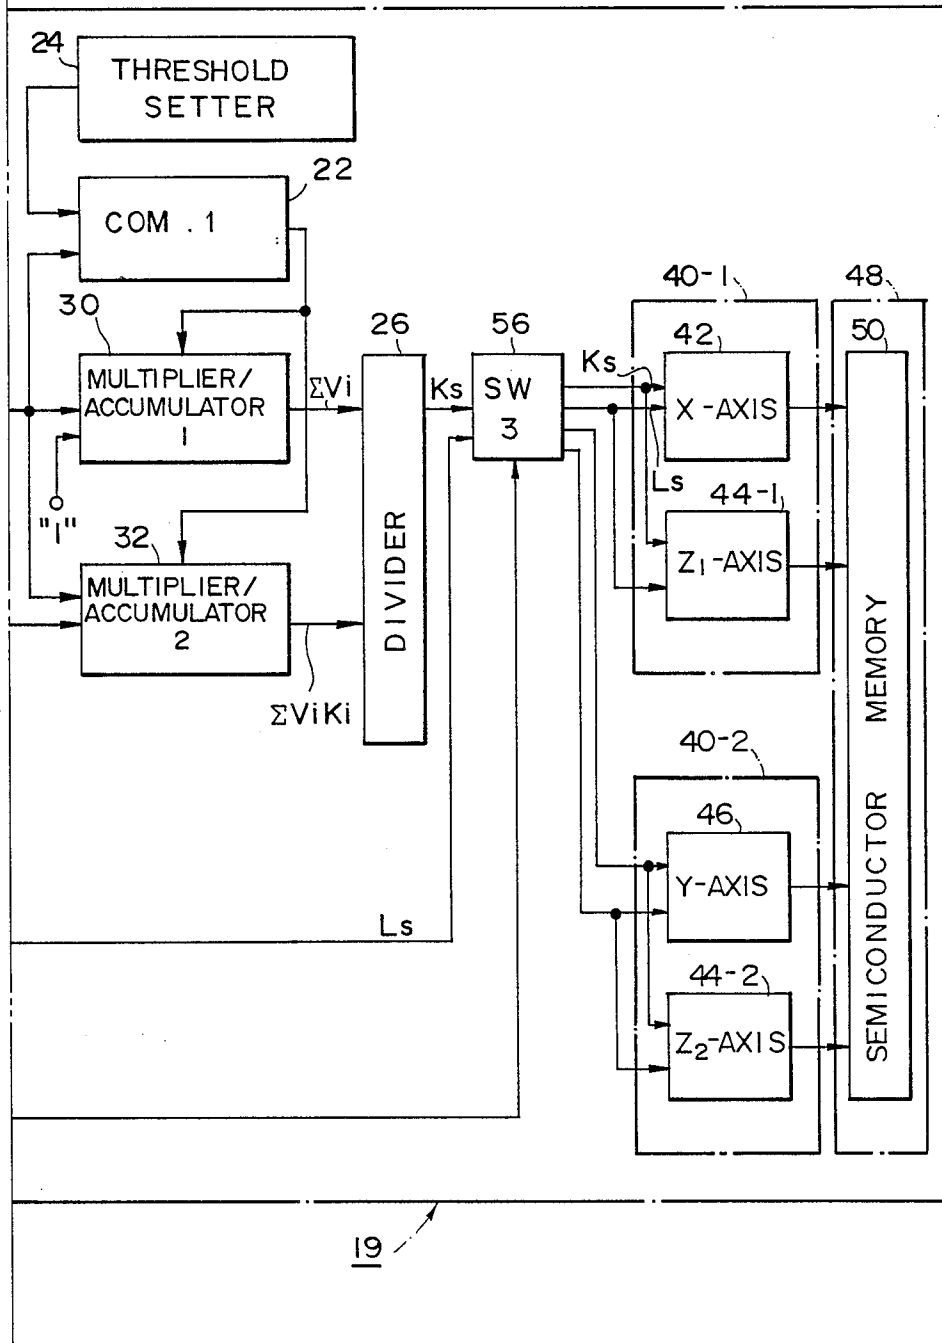 24
THRESHOLD
SETTER
22
COM . 1
30
MULTIPLIER/
ACCUMULATOR
1
ΣVi
"1"
32
MULTIPLIER/
ACCUMULATOR
2
ΣViKi
26
DIVIDER
Ks
56
SW
3
Ls
40-1
Ks
42
X-AXIS
Ls
44-1
Z1-AXIS
40-2
46
Y-AXIS
44-2
Z2-AXIS
48
50
SEMICONDUCTOR MEMORY
19